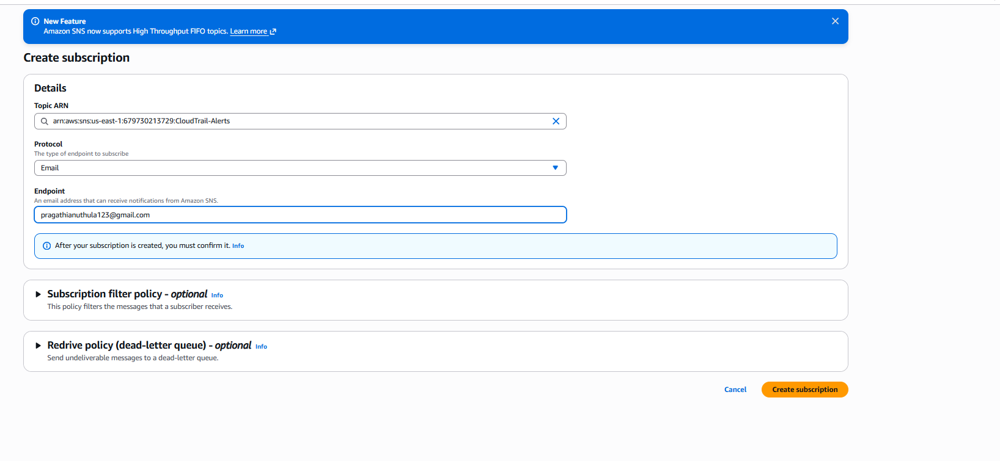 New Feature
Amazon SNS now supports High Throughput FIFO topics. Learn more
Create subscription
Details
Topic ARN
arn:aws:sns:us-east-1:679730213729:CloudTrail-Alerts
Protocol
The type of endpoint to subscribe
Email
Endpoint
An email address that can receive notifications from Amazon SNS.
pragathianuthula123@gmail.com
After your subscription is created, you must confirm it. Info
Subscription filter policy - optional Info
This policy filters the messages that a subscriber receives.
Redrive policy (dead-letter queue) - optional Info
Send undeliverable messages to a dead-letter queue.
Cancel Create subscription